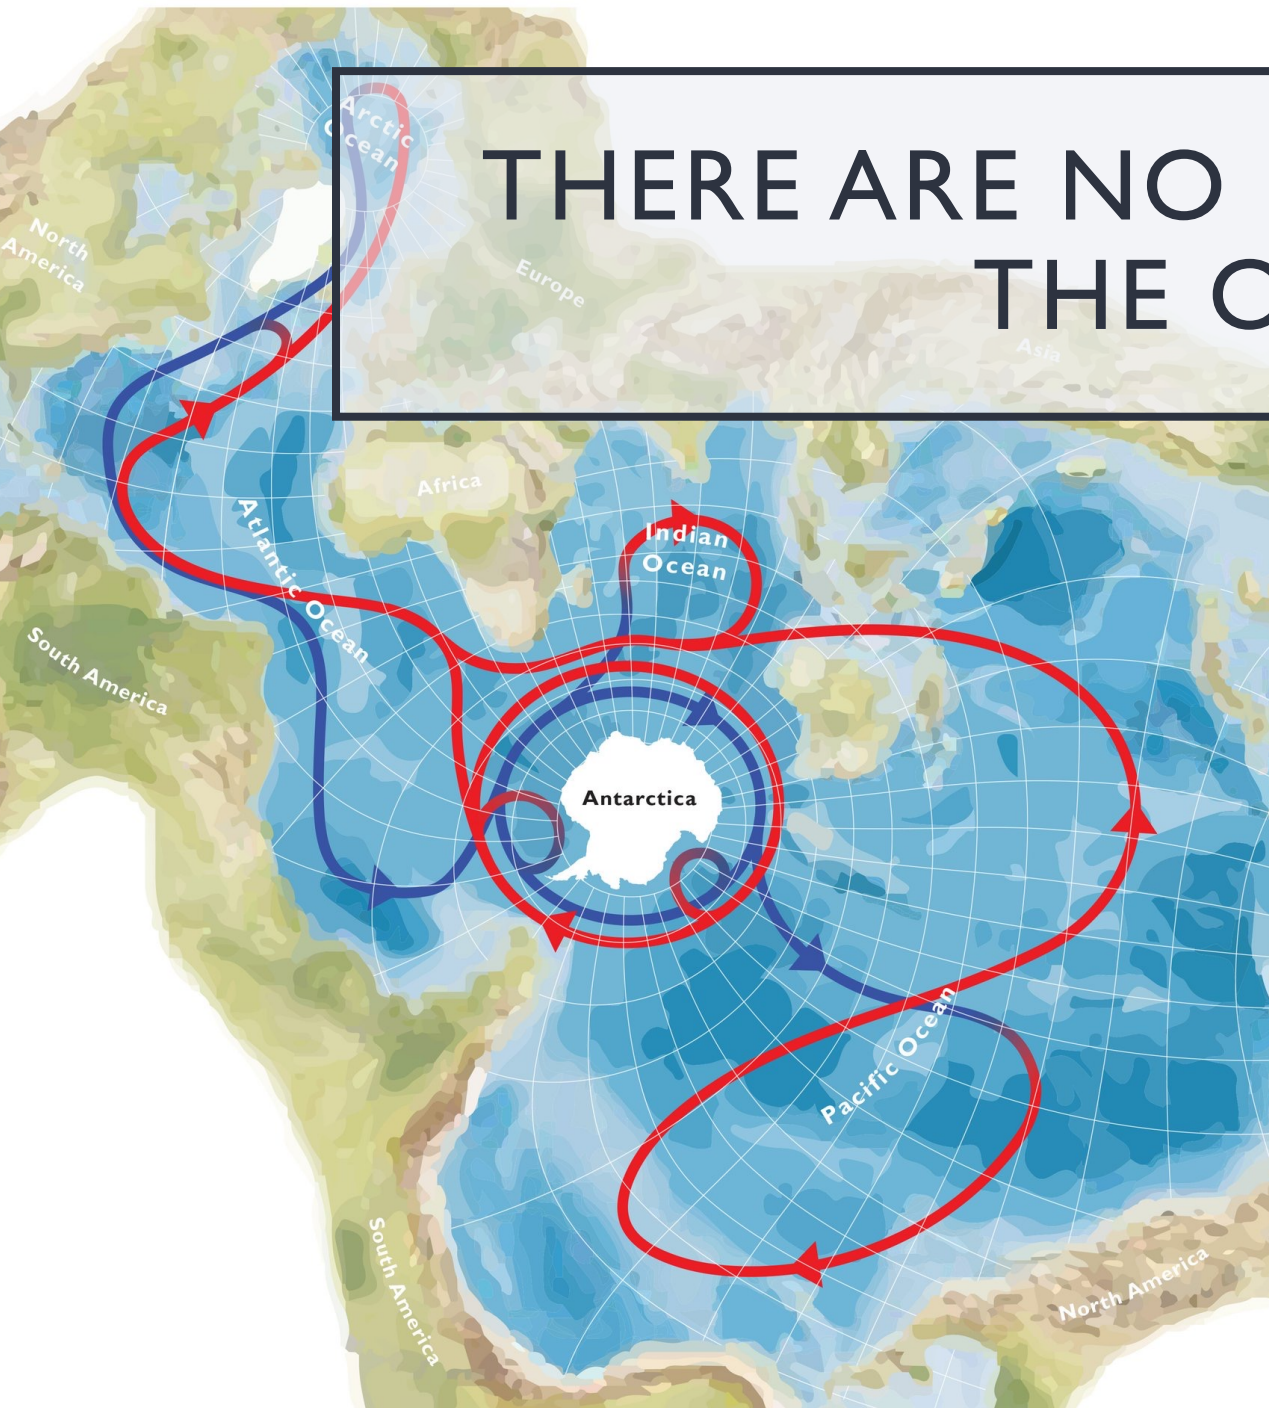 Arctic
Ocean
THERE ARE NO
THE
North
America
Europe
Asia
Africa
Atlantic Ocean
Indian
Ocean
South America
Antarctica
Pacific Ocean
South America
North America